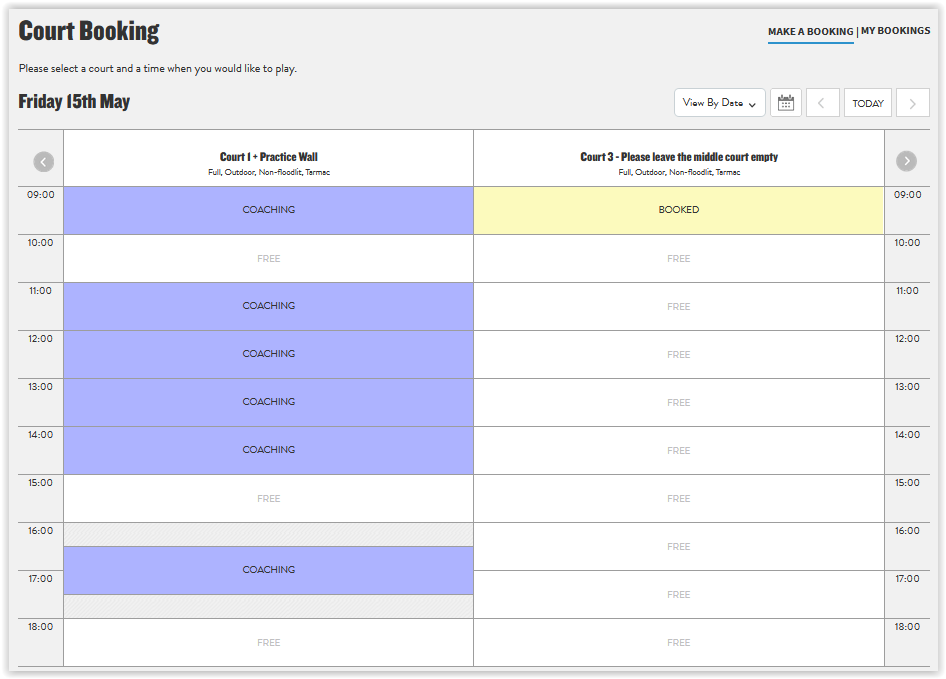 Court Booking
MAKE A BOOKING | MY BOOKINGS
Please select a court and a time when you would like to play.
Friday 15th May
View By Date
TODAY
Court 1 + Practice Wall
Full, Outdoor, Non-floodlit, Tarmac
Court 3 - Please leave the middle court empty
Full, Outdoor, Non-floodlit, Tarmac
09:00 COACHING BOOKED 09:00
10:00 FREE FREE 10:00
11:00 COACHING FREE 11:00
12:00 COACHING FREE 12:00
13:00 COACHING FREE 13:00
14:00 COACHING FREE 14:00
15:00 FREE FREE 15:00
16:00 FREE 16:00
COACHING
17:00 FREE 17:00
18:00 FREE FREE 18:00